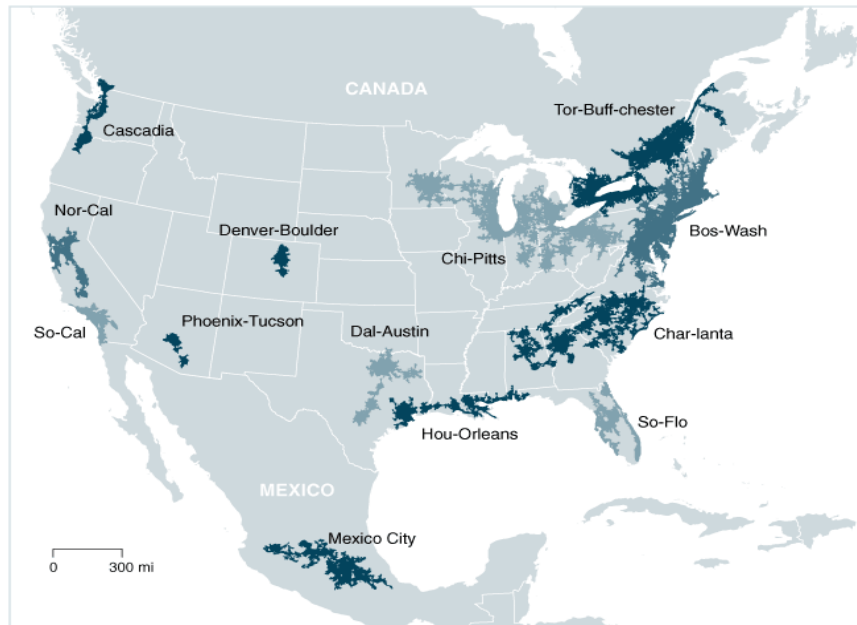 CANADA
Tor-Buff-chester
Cascadia
Nor-Cal
Denver-Boulder
Bos-Wash
Chi-Pitts
So-Cal
Phoenix-Tucson
Dal-Austin
Char-lanta
So-Flo
Hou-Orleans
MEXICO
Mexico City
0 300 mi